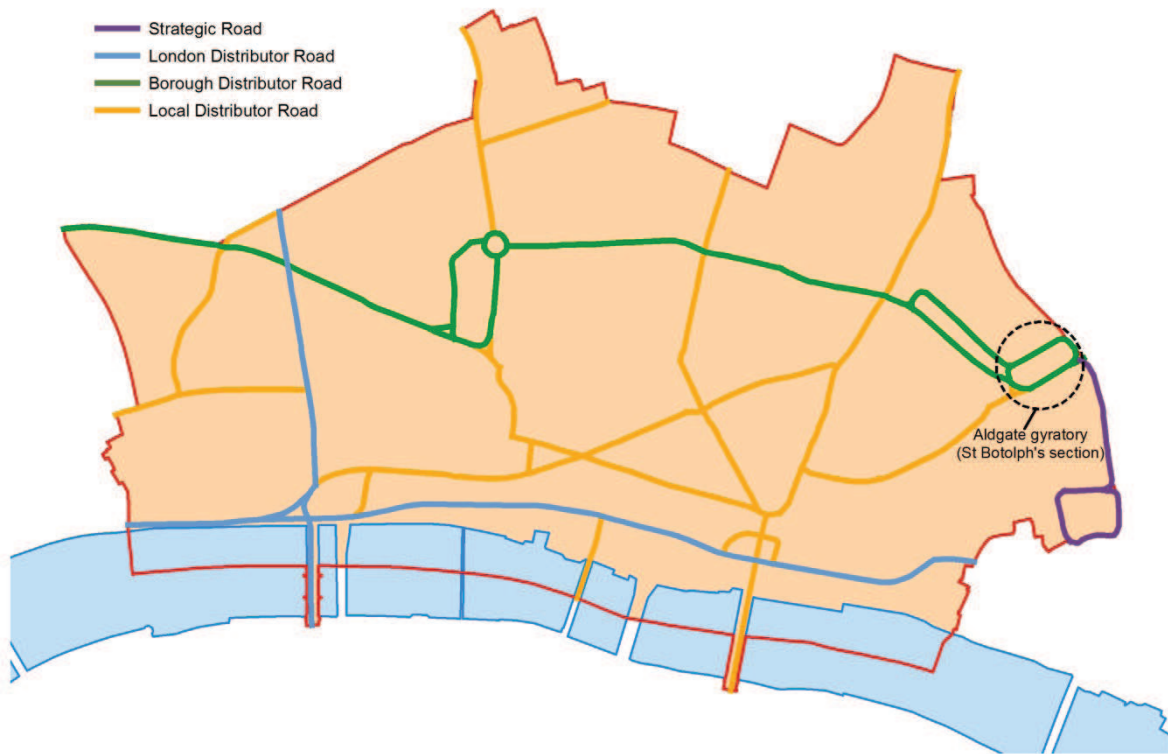 Strategic Road
London Distributor Road
Borough Distributor Road
Local Distributor Road
Aldgate gyratory
(St Botolph's section)